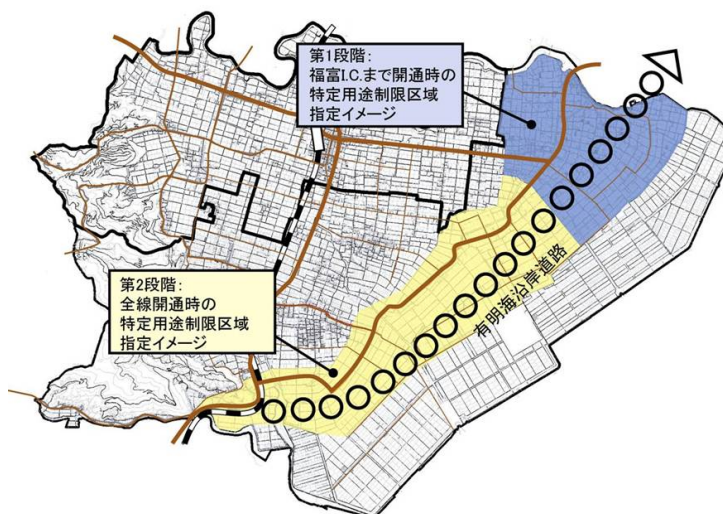 第1段階:
福富I.C.まで開通時の
特定用途制限区域
指定イメージ
第2段階:
全線開通時の
特定用途制限区域
指定イメージ
有明海沿岸道路